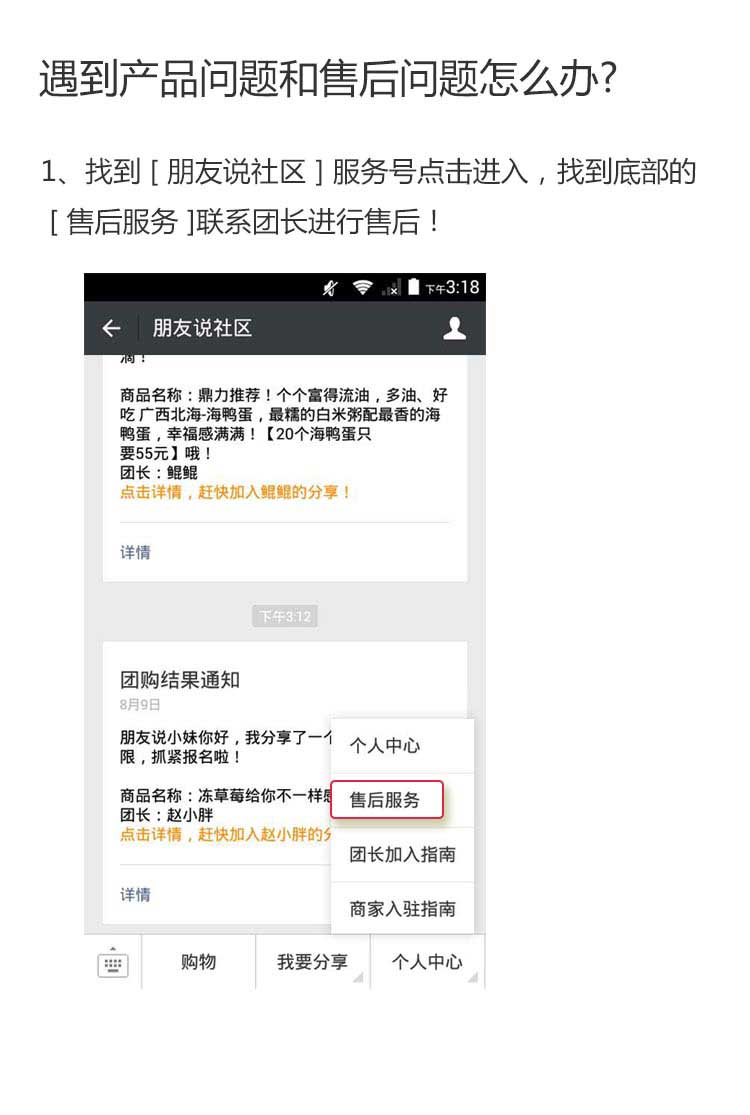 遇到产品问题和售后问题怎么办?
1、找到 [ 朋友说社区 ] 服务号点击进入，找到底部的
[ 售后服务 ]联系团长进行售后！
下午3:18
朋友说社区
滴！
商品名称：鼎力推荐！个个富得流油，多油、好
吃 广西北海-海鸭蛋，最糯的白米粥配最香的海
鸭蛋，幸福感满满！【20个海鸭蛋只
要55元】哦！
团长：鲲鲲
点击详情，赶快加入鲲鲲的分享！
详情
下午3:12
团购结果通知
8月9日
朋友说小妹你好，我分享了一个
限，抓紧报名啦！
商品名称：冻草莓给你不一样感
团长：赵小胖
点击详情，赶快加入赵小胖的分
详情
个人中心
售后服务
团长加入指南
商家入驻指南
购物
我要分享
个人中心